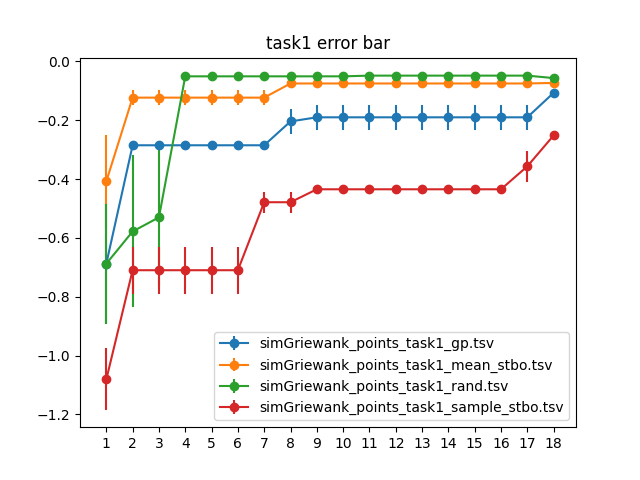 task1 error bar
0.0
−0.2
−0.4
−0.6
−0.8
−1.0
−1.2
simGriewank_points_task1_gp.tsv
simGriewank_points_task1_mean_stbo.tsv
simGriewank_points_task1_rand.tsv
simGriewank_points_task1_sample_stbo.tsv
1 2 3 4 5 6 7 8 9 10 11 12 13 14 15 16 17 18